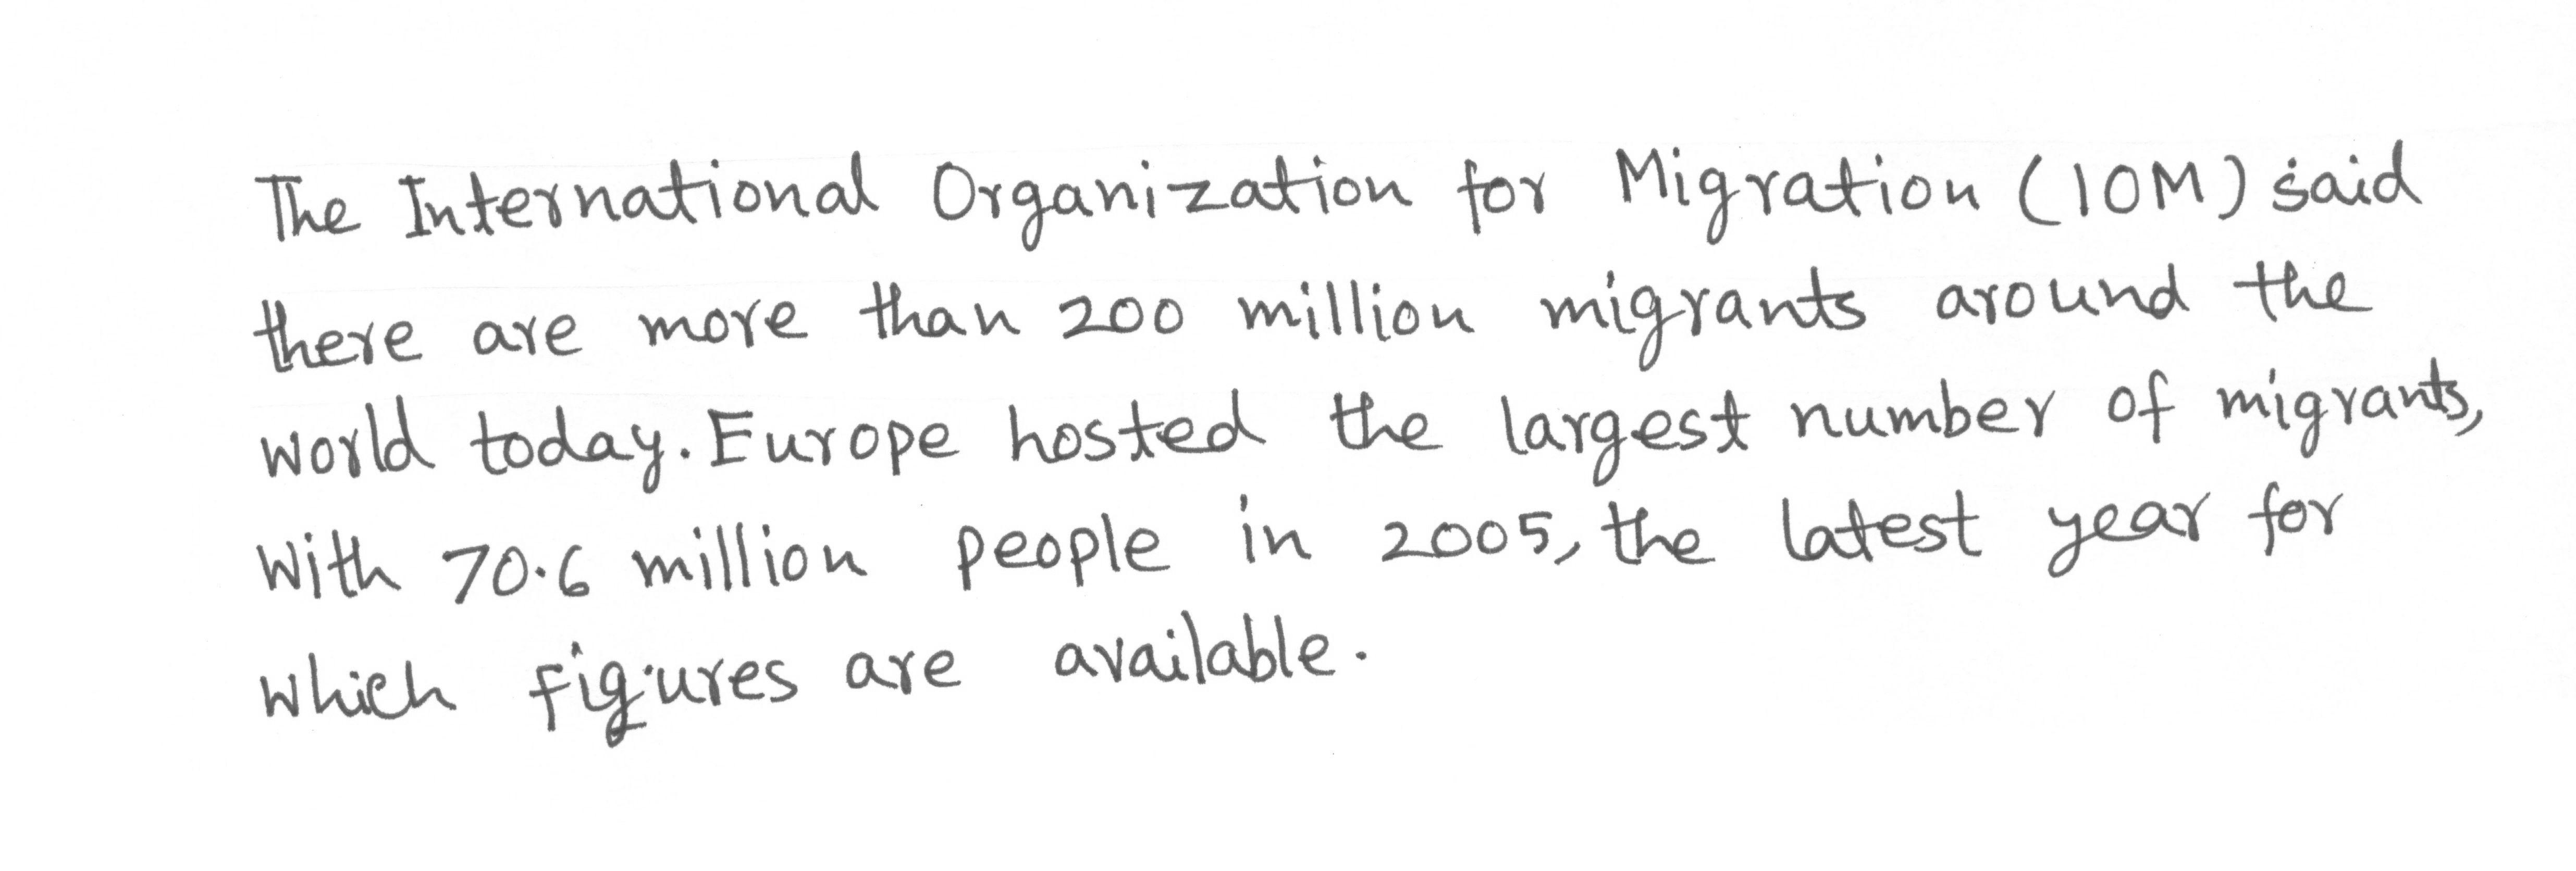 The International Organization for Migration (IOM) said
there are more than 200 million migrants around the
world today. Europe hosted the largest number of migrants,
with 70.6 million people in 2005, the latest year for
which figures are available.